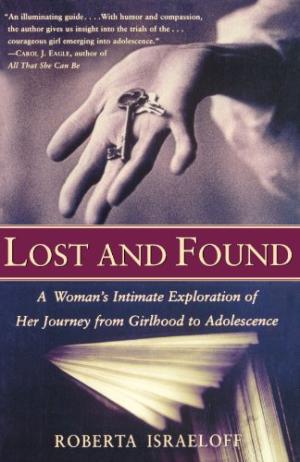 "An illuminating guide. . . .With humor and compassion,
the author gives us insight into the trials of the . . .
courageous girl emerging into adolescence."
—CAROL J. EAGLE, author of
All That She Can Be
LOST AND FOUND
A Woman's Intimate Exploration of
Her Journey from Girlhood to Adolescence
ROBERTA ISRAELOFF